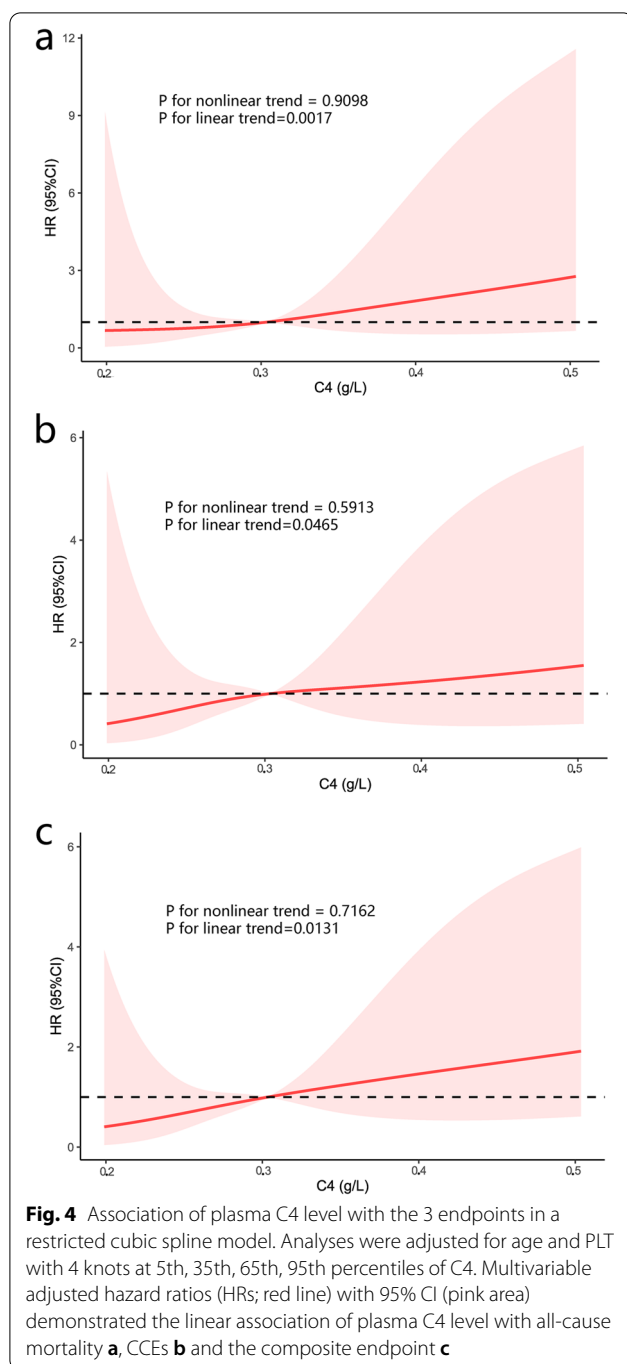 a
12
9
6
3
0
HR (95%CI)
P for nonlinear trend = 0.9098
P for linear trend=0.0017
0.2
0.3
0.4
0.5
C4 (g/L)
b
6
4
2
0
HR (95%CI)
P for nonlinear trend = 0.5913
P for linear trend=0.0465
0.2
0.3
0.4
0.5
C4 (g/L)
c
6
4
2
0
HR (95%CI)
P for nonlinear trend = 0.7162
P for linear trend=0.0131
0.2
0.3
0.4
0.5
C4 (g/L)
Fig. 4 Association of plasma C4 level with the 3 endpoints in a
restricted cubic spline model. Analyses were adjusted for age and PLT
with 4 knots at 5th, 35th, 65th, 95th percentiles of C4. Multivariable
adjusted hazard ratios (HRs; red line) with 95% CI (pink area)
demonstrated the linear association of plasma C4 level with all-cause
mortality a, CCEs b and the composite endpoint c